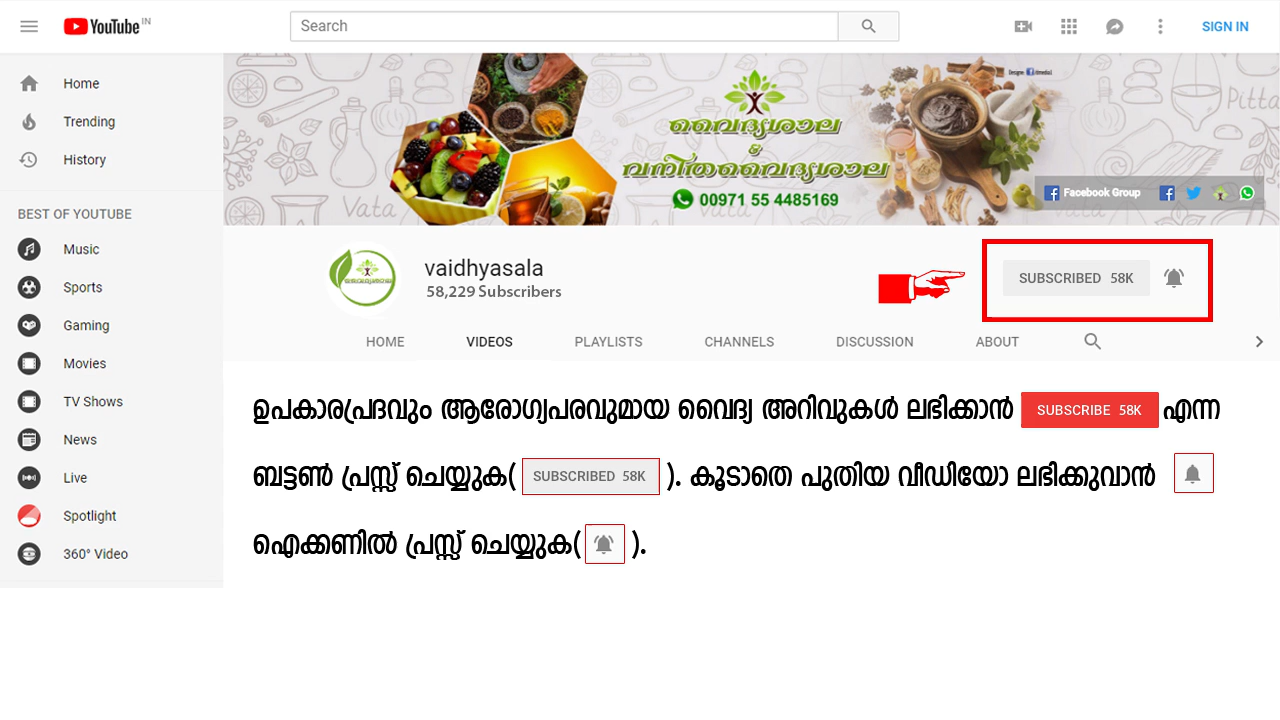 YouTube IN
Search
SIGN IN
Home
Trending
History
BEST OF YOUTUBE
Music
Sports
Gaming
Movies
TV Shows
News
Live
Spotlight
360° Video
Vata
Vata
Pitta
വൈദ്യശാല
&
വനിതവൈദ്യശാല
00971 55 4485169
Facebook Group
vaidhyasala
58,229 Subscribers
SUBSCRIBED 58K
HOME VIDEOS PLAYLISTS CHANNELS DISCUSSION ABOUT
ഉപകാരപ്രദവും ആരോഗ്യപരവുമായ വൈദ്യ അറിവുകൾ ലഭിക്കാൻ SUBSCRIBE 58K എന്ന
ബട്ടൺ പ്രസ്സ് ചെയ്യുക( SUBSCRIBED 58K ). കൂടാതെ പുതിയ വീഡിയോ ലഭിക്കുവാൻ
ഐക്കണിൽ പ്രസ്സ് ചെയ്യുക( ).